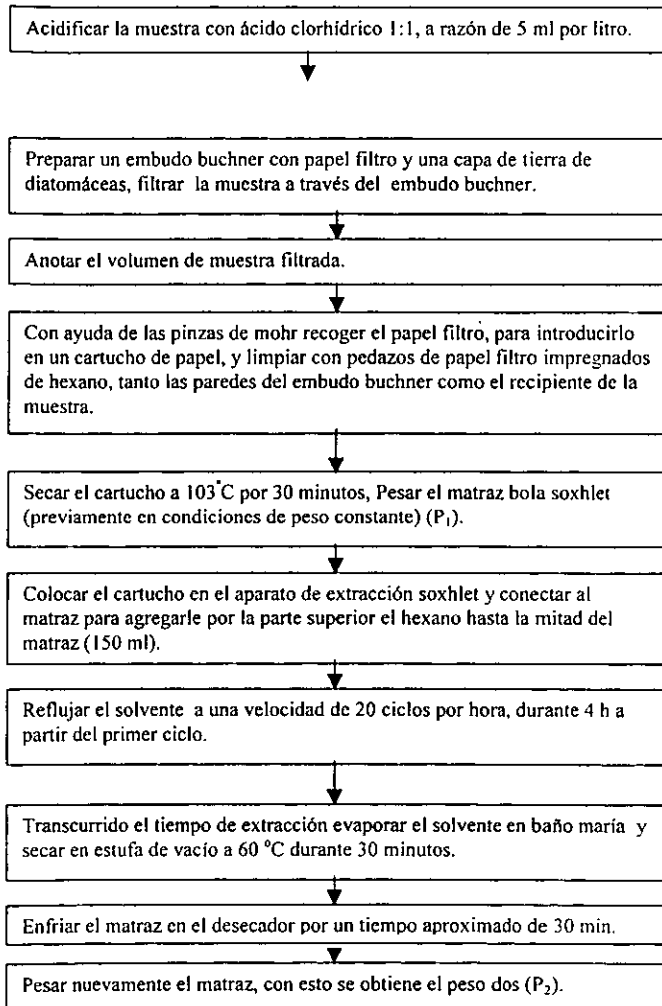 Acidificar la muestra con ácido clorhídrico 1:1, a razón de 5 ml por litro.
Preparar un embudo buchner con papel filtro y una capa de tierra de
diatomáceas, filtrar la muestra a través del embudo buchner.
Anotar el volumen de muestra filtrada.
Con ayuda de las pinzas de mohr recoger el papel filtro, para introducirlo
en un cartucho de papel, y limpiar con pedazos de papel filtro impregnados
de hexano, tanto las paredes del embudo buchner como el recipiente de la
muestra.
Secar el cartucho a 103°C por 30 minutos, Pesar el matraz bola soxhlet
(previamente en condiciones de peso constante) (P₁).
Colocar el cartucho en el aparato de extracción soxhlet y conectar al
matraz para agregarle por la parte superior el hexano hasta la mitad del
matraz (150 ml).
Reflujar el solvente a una velocidad de 20 ciclos por hora, durante 4 h a
partir del primer ciclo.
Transcurrido el tiempo de extracción evaporar el solvente en baño maría y
secar en estufa de vacío a 60 °C durante 30 minutos.
Enfriar el matraz en el desecador por un tiempo aproximado de 30 min.
Pesar nuevamente el matraz, con esto se obtiene el peso dos (P₂).